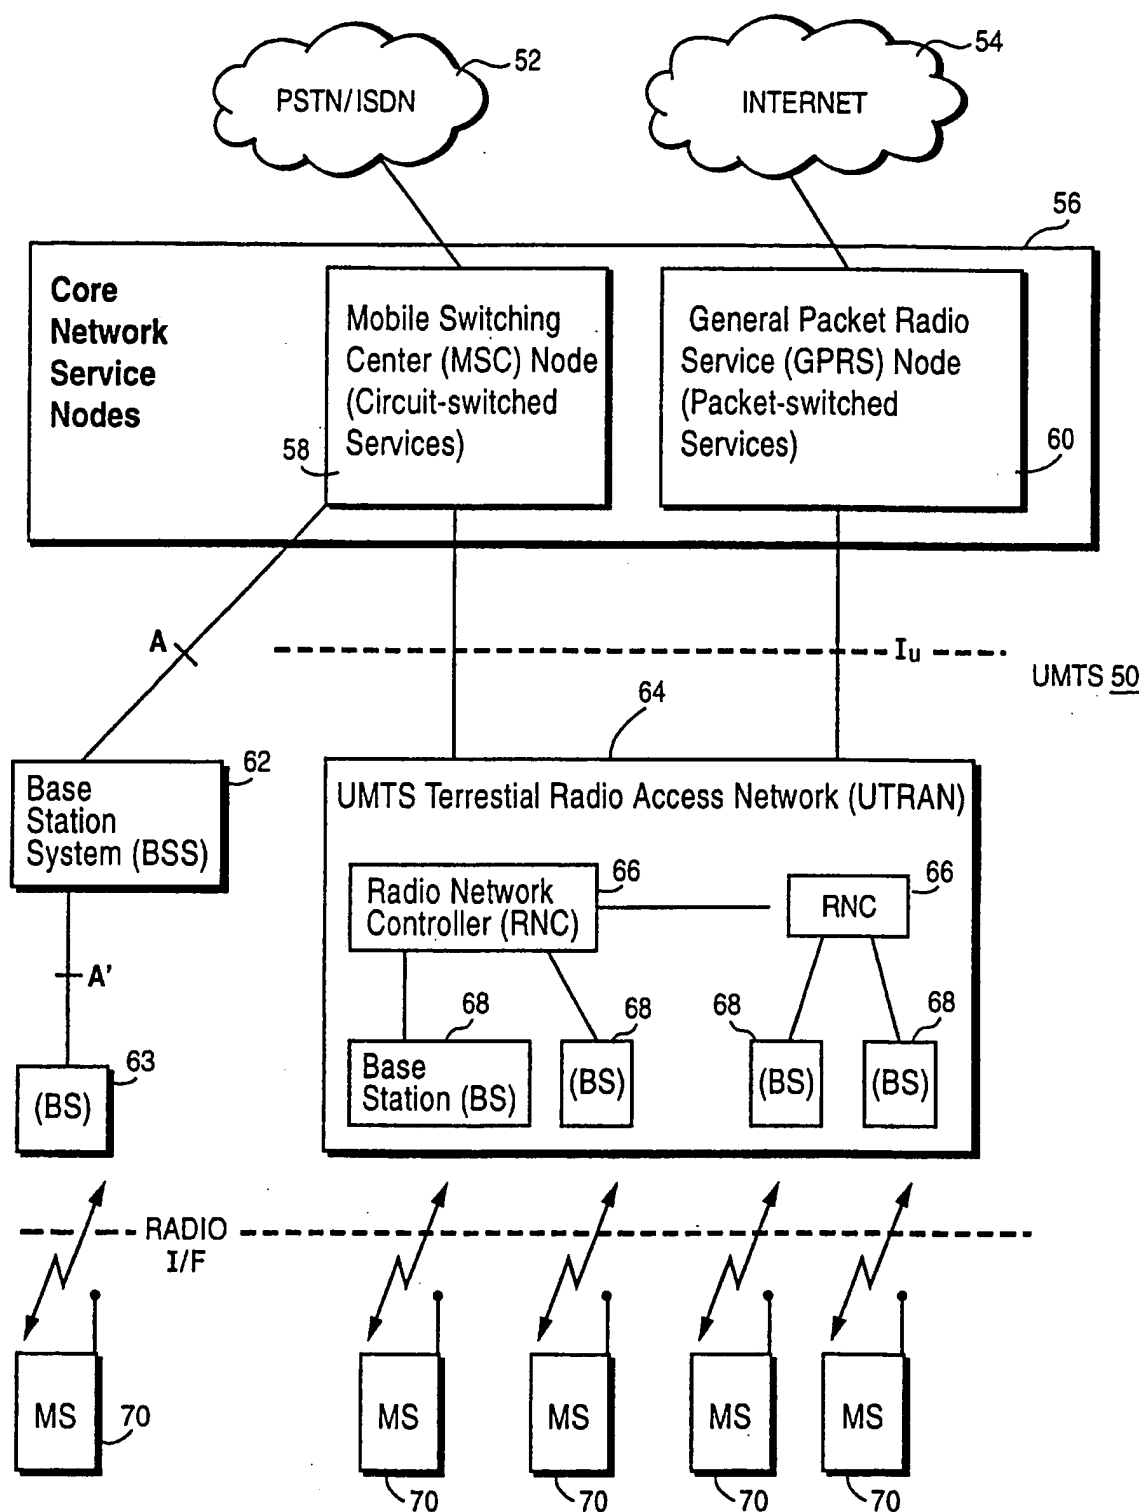 52
54
PSTN/ISDN
INTERNET
56
Core
Network
Service
Nodes
Mobile Switching
Center (MSC) Node
(Circuit-switched
Services)
58
General Packet Radio
Service (GPRS) Node
(Packet-switched
Services)
60
A
Iu
UMTS 50
64
62
Base
Station
System (BSS)
UMTS Terrestial Radio Access Network (UTRAN)
66
Radio Network
Controller (RNC)
66
RNC
A'
68
68
68
68
63
(BS)
Base
Station (BS)
(BS)
(BS)
(BS)
RADIO
I/F
MS
70
MS
70
MS
70
MS
70
MS
70